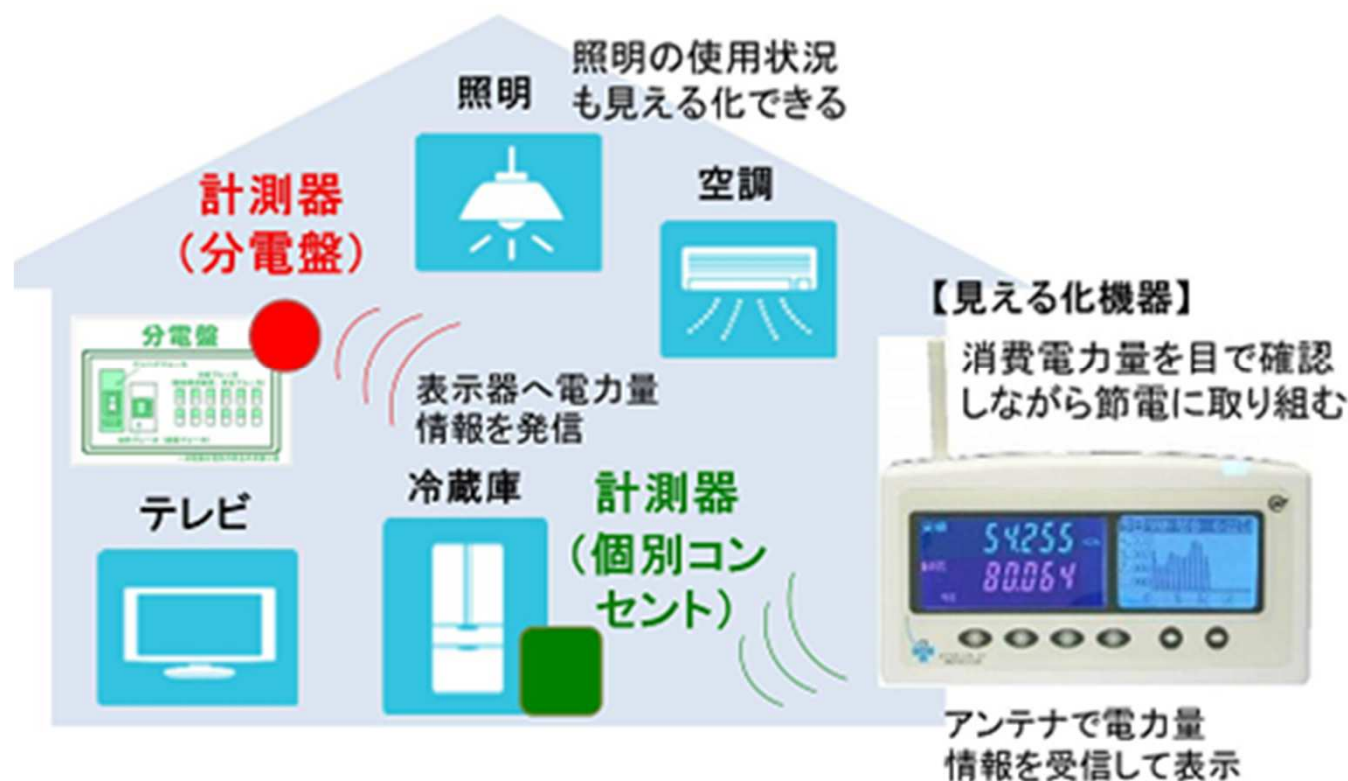 照明
照明の使用状況
も見える化できる
計測器
（分電盤）
空調
分電盤
表示器へ電力量
情報を発信
【見える化機器】
消費電力量を目で確認
しながら節電に取り組む
テレビ
冷蔵庫
計測器
（個別コン
セント）
54.255
80.064
アンテナで電力量
情報を受信して表示